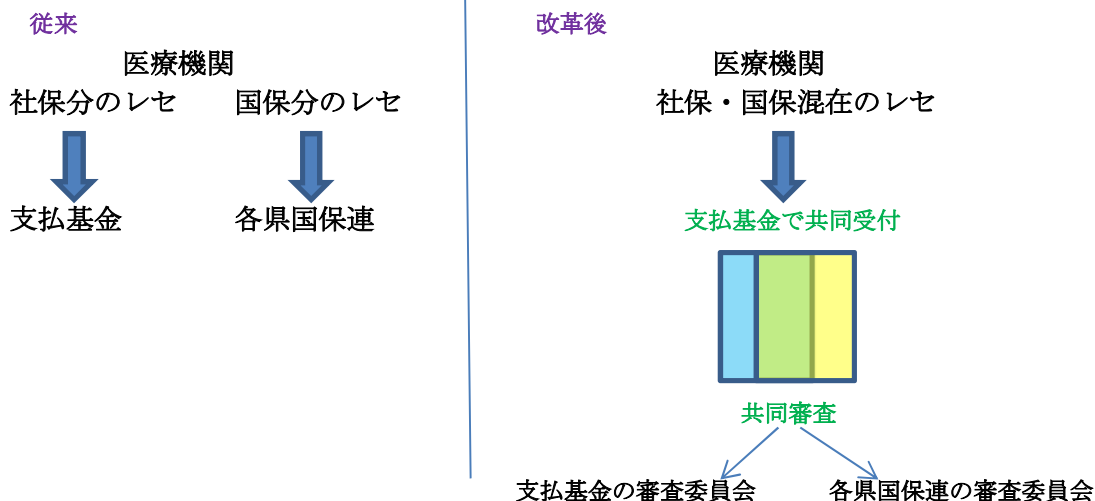 従来
医療機関
社保分のレセ 国保分のレセ
支払基金 各県国保連
改革後
医療機関
社保・国保混在のレセ
支払基金で共同受付
共同審査
支払基金の審査委員会 各県国保連の審査委員会